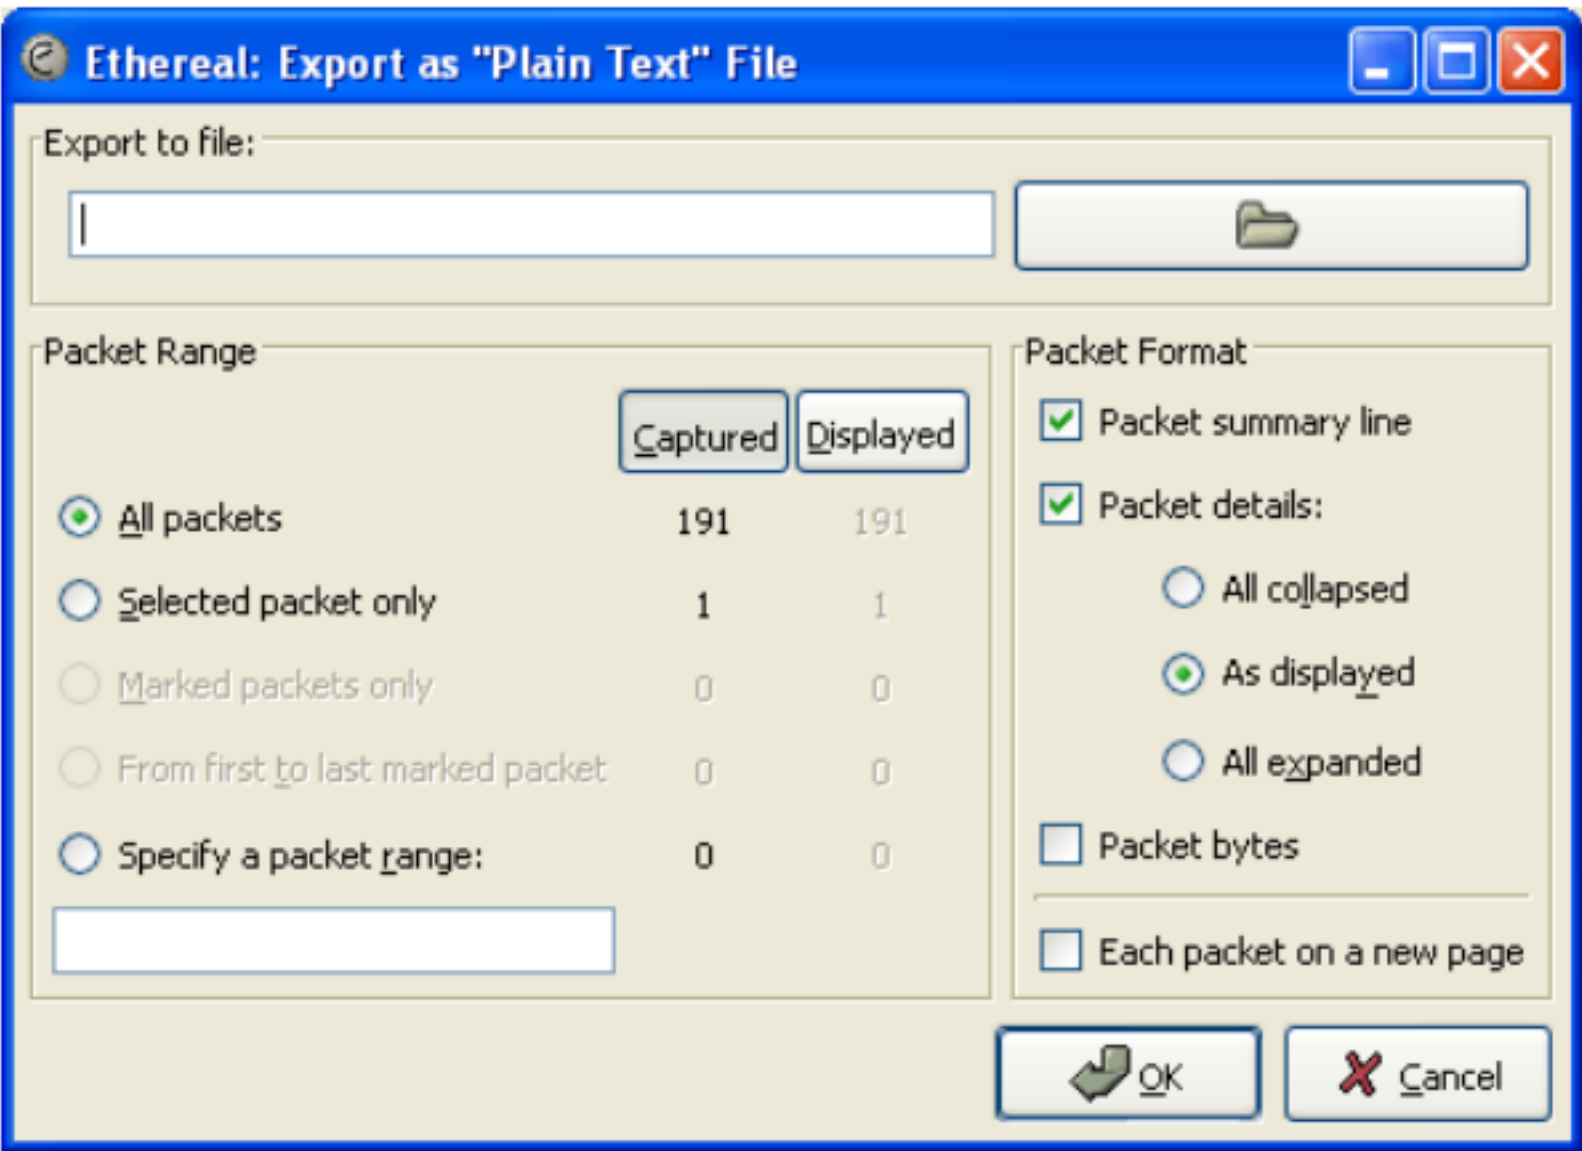 Ethereal: Export as "Plain Text" File
Export to file:
Packet Range
Captured Displayed
All packets 191 191
Selected packet only 1 1
Marked packets only 0 0
From first to last marked packet 0 0
Specify a packet range: 0 0
Packet Format
Packet summary line
Packet details:
All collapsed
As displayed
All expanded
Packet bytes
Each packet on a new page
OK Cancel